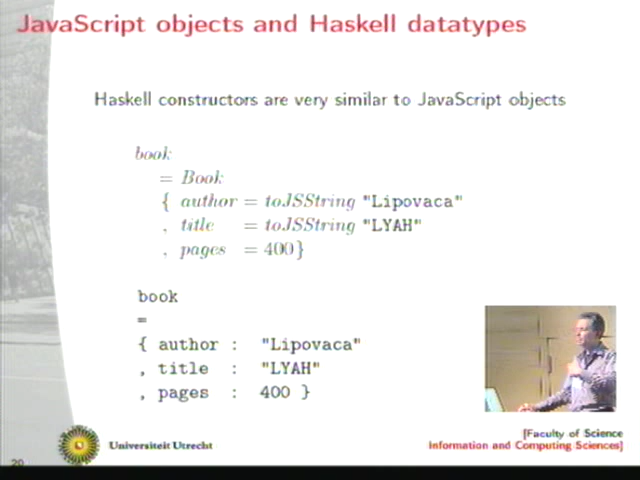 JavaScript objects and Haskell datatypes
Haskell constructors are very similar to JavaScript objects
book
= Book
{ author = toJSString "Lipovaca"
, title = toJSString "LYAH"
, pages = 400}
book
=
{ author : "Lipovaca"
, title : "LYAH"
, pages : 400 }
Universiteit Utrecht
[Faculty of Science
Information and Computing Sciences]
20